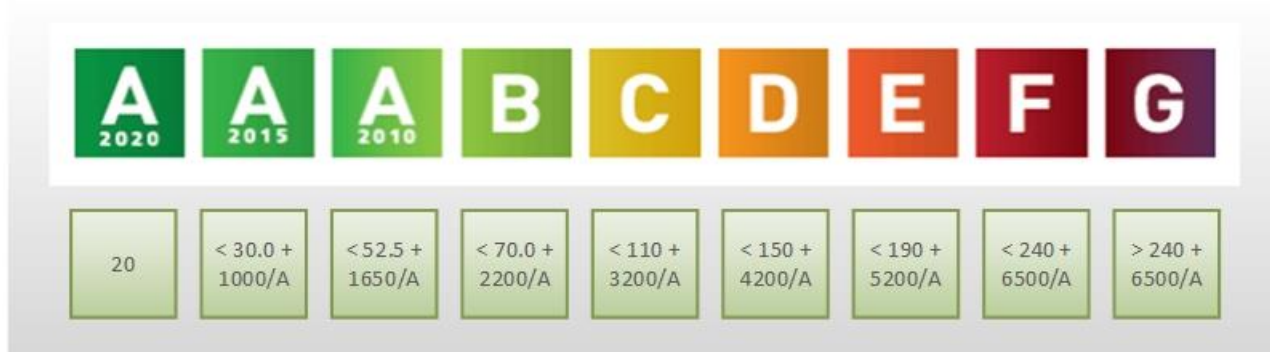 A
2020
A
2015
A
2010
B
C
D
E
F
G
20
< 30.0 +
1000/A
< 52.5 +
1650/A
< 70.0 +
2200/A
< 110 +
3200/A
< 150 +
4200/A
< 190 +
5200/A
< 240 +
6500/A
> 240 +
6500/A